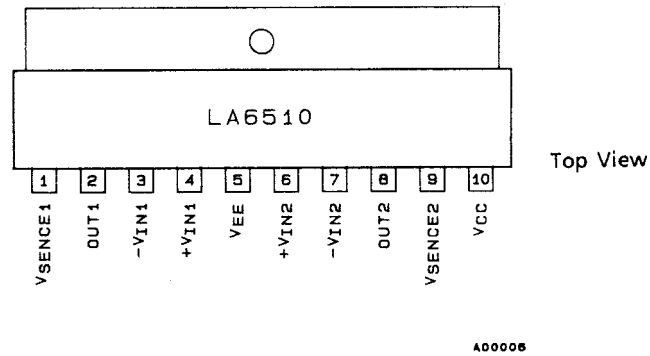 LA6510
Top View
1 2 3 4 5 6 7 8 9 10
VSENCE1
OUT1
-VIN1
+VIN1
VEE
+VIN2
-VIN2
OUT2
VSENCE2
VCC
A00006